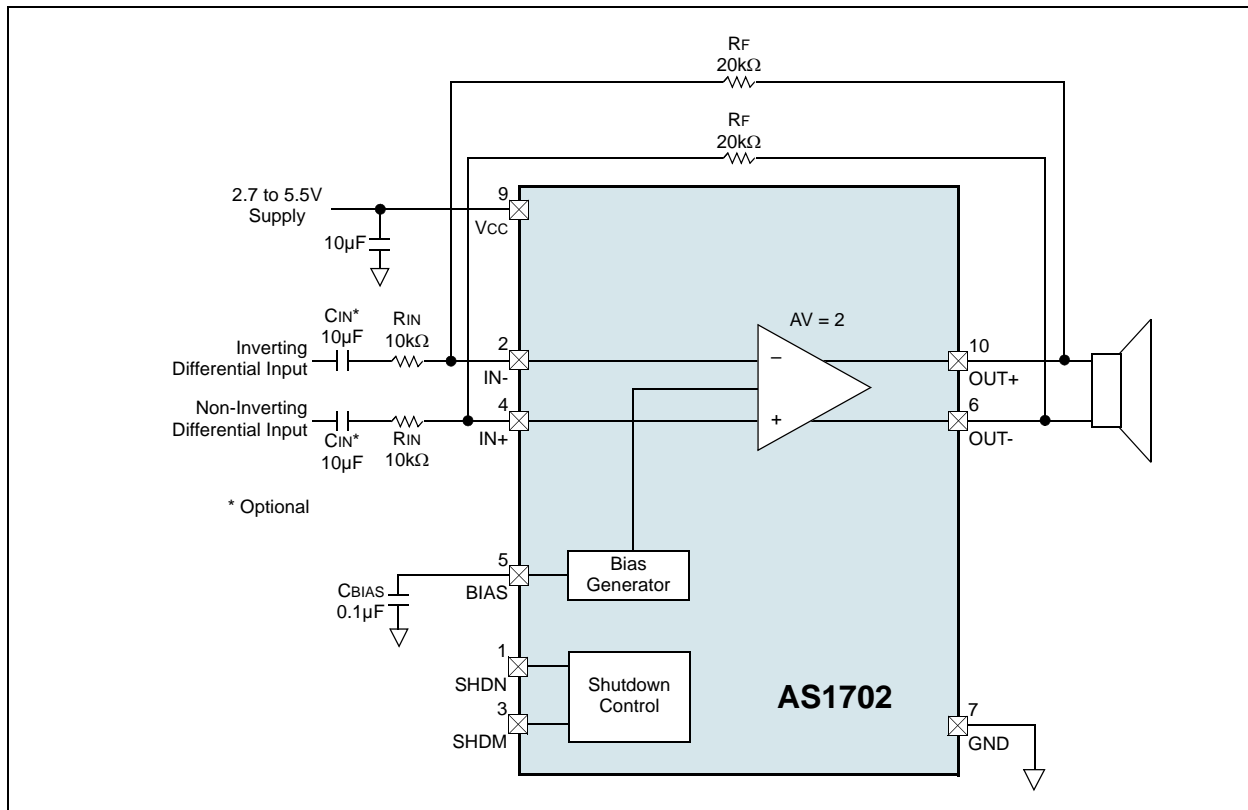 RF
20kΩ
RF
20kΩ
2.7 to 5.5V
Supply
9
VCC
10µF
CIN*
10µF
RIN
10kΩ
AV = 2
Inverting
Differential Input
2
IN-
–
10
OUT+
Non-Inverting
Differential Input
4
IN+
+
6
OUT-
CIN*
10µF
RIN
10kΩ
* Optional
5
BIAS
Bias
Generator
CBIAS
0.1µF
1
SHDN
Shutdown
Control
3
SHDM
AS1702
7
GND